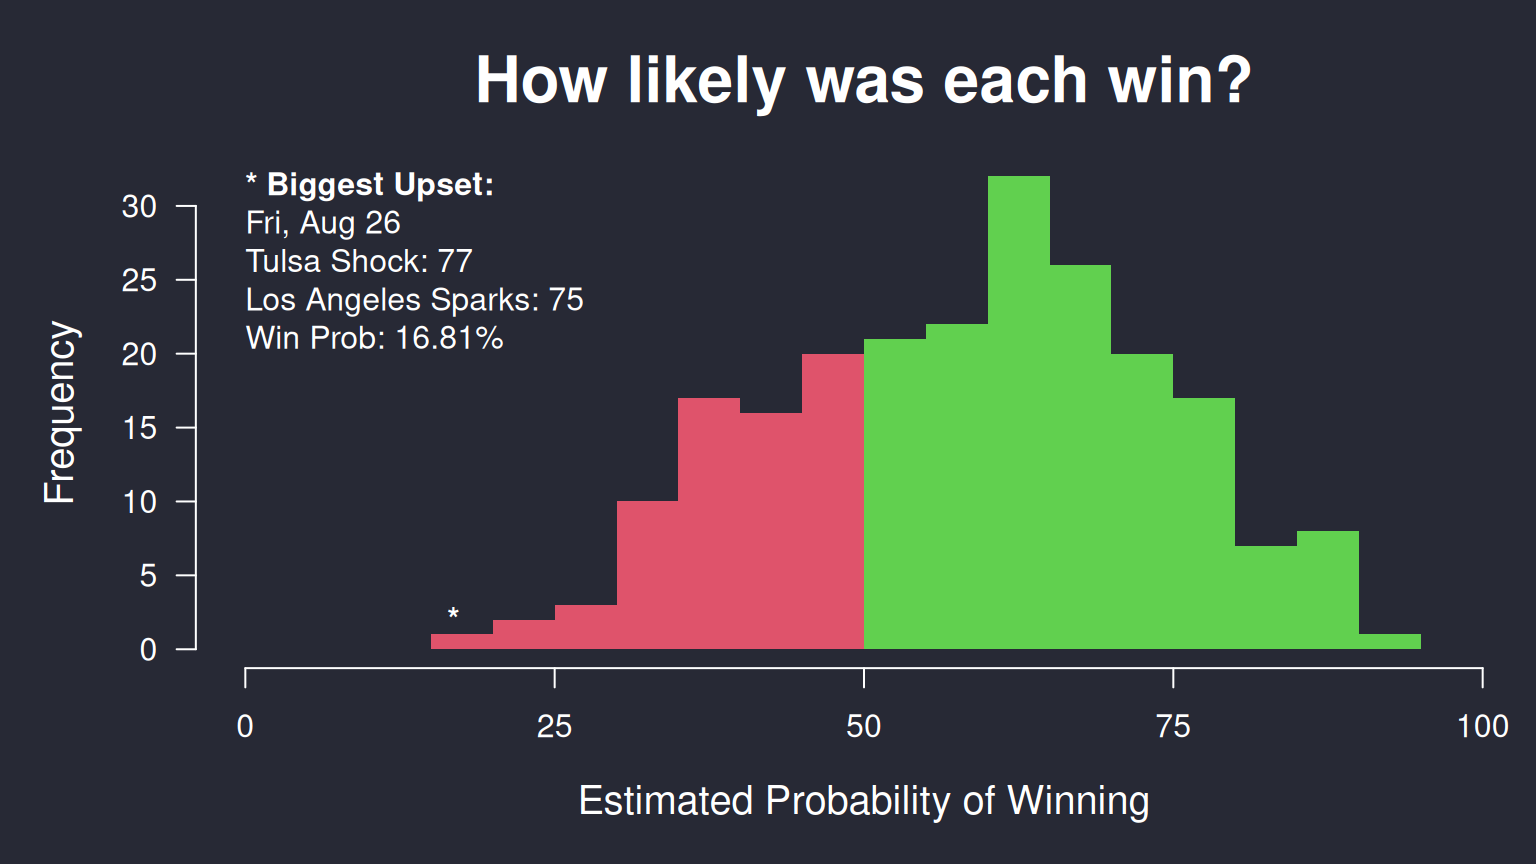 How likely was each win?
* Biggest Upset:
Fri, Aug 26
Tulsa Shock: 77
Los Angeles Sparks: 75
Win Prob: 16.81%
Frequency
30
25
20
15
10
5
0
*
0 25 50 75 100
Estimated Probability of Winning